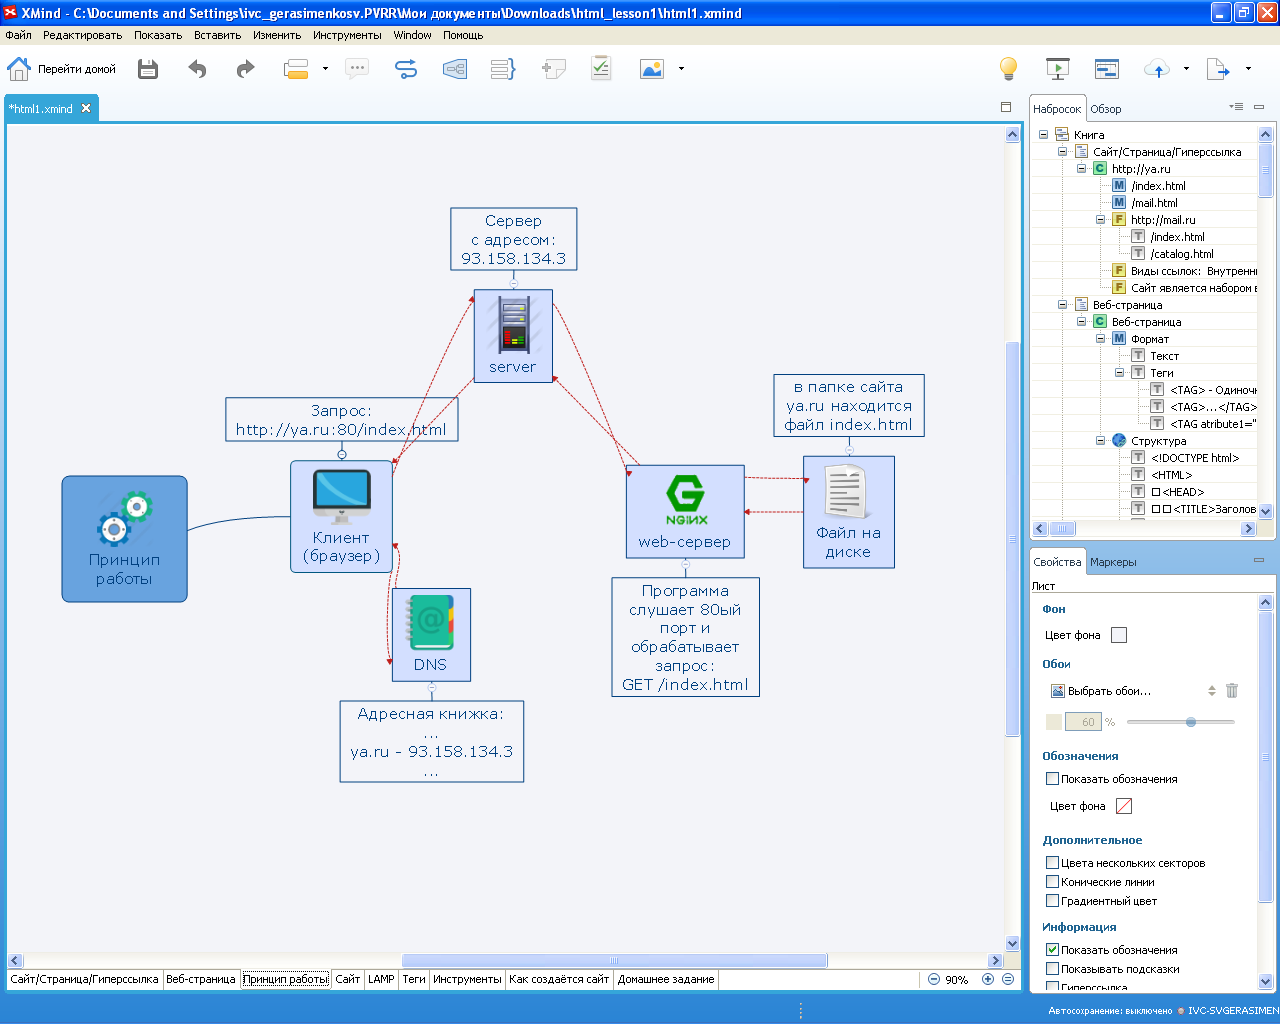 XMind - C:\Documents and Settings\ivc_gerasimenkosv.PVRR\Мои документы\Downloads\html_lesson1\html1.xmind
Файл Редактировать Показать Вставить Изменить Инструменты Window Помощь
Перейти домой
*html1.xmind
Сервер
с адресом:
93.158.134.3
server
Запрос:
http://ya.ru:80/index.html
Принцип
работы
Клиент
(браузер)
DNS
Адресная книжка:
...
ya.ru - 93.158.134.3
...
NGINX
web-сервер
Программа
слушает 80ый
порт и
обрабатывает
запрос:
GET /index.html
в папке сайта
ya.ru находится
файл index.html
Файл на
диске
Сайт/Страница/Гиперссылка Веб-страница Принцип работы Сайт LAMP Теги Инструменты Как создаётся сайт Домашнее задание
90%
Набросок Обзор
Книга
Сайт/Страница/Гиперссылка
C http://ya.ru
M /index.html
M /mail.html
F http://mail.ru
T /index.html
T /catalog.html
F Виды ссылок: Внутренн
F Сайт является набором в
Веб-страница
C Веб-страница
M Формат
T Текст
T Теги
T <TAG> - Одиночн
T <TAG>...</TAG>
T <TAG atribute1="
Структура
T <!DOCTYPE html>
T <HTML>
T <HEAD>
T <TITLE>Заголов
Свойства Маркеры
Лист
Фон
Цвет фона
Обои
Выбрать обои...
60 %
Обозначения
Показать обозначения
Цвет фона
Дополнительное
Цвета нескольких секторов
Конические линии
Градиентный цвет
Информация
Показать обозначения
Показывать подсказки
Гиперссылка
Автосохранение: выключено IVC-SVGERASIMEN